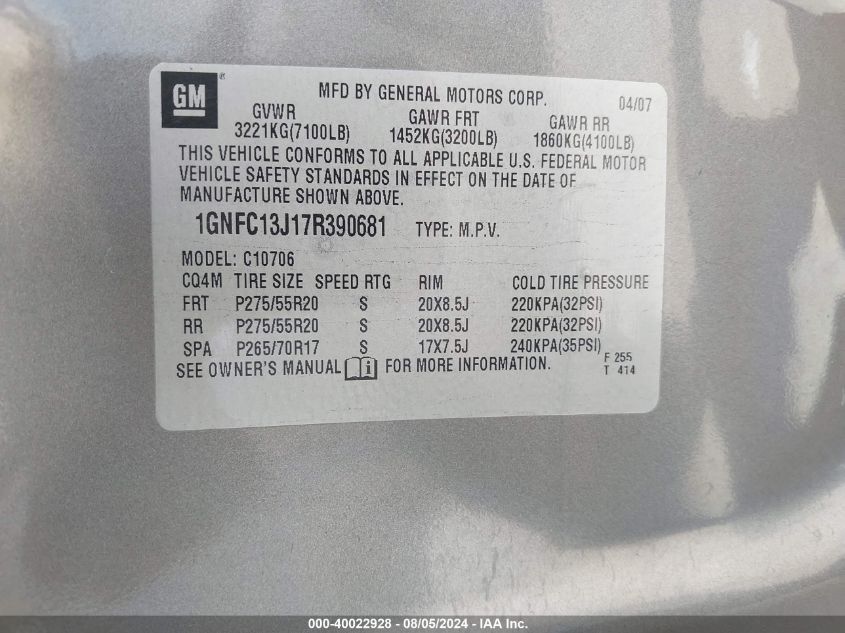 GM
MFD BY GENERAL MOTORS CORP. 04/07
GVWR GAWR FRT GAWR RR
3221KG(7100LB) 1452KG(3200LB) 1860KG(4100LB)
THIS VEHICLE CONFORMS TO ALL APPLICABLE U.S. FEDERAL MOTOR
VEHICLE SAFETY STANDARDS IN EFFECT ON THE DATE OF
MANUFACTURE SHOWN ABOVE.
1GNFC13J17R390681 TYPE: M.P.V.
MODEL: C10706
CQ4M TIRE SIZE SPEED RTG RIM COLD TIRE PRESSURE
FRT P275/55R20 S 20X8.5J 220KPA(32PSI)
RR P275/55R20 S 20X8.5J 220KPA(32PSI)
SPA P265/70R17 S 17X7.5J 240KPA(35PSI)
SEE OWNER'S MANUAL i FOR MORE INFORMATION.
F 255
T 414
000-40022928 - 08/05/2024 - IAA Inc.